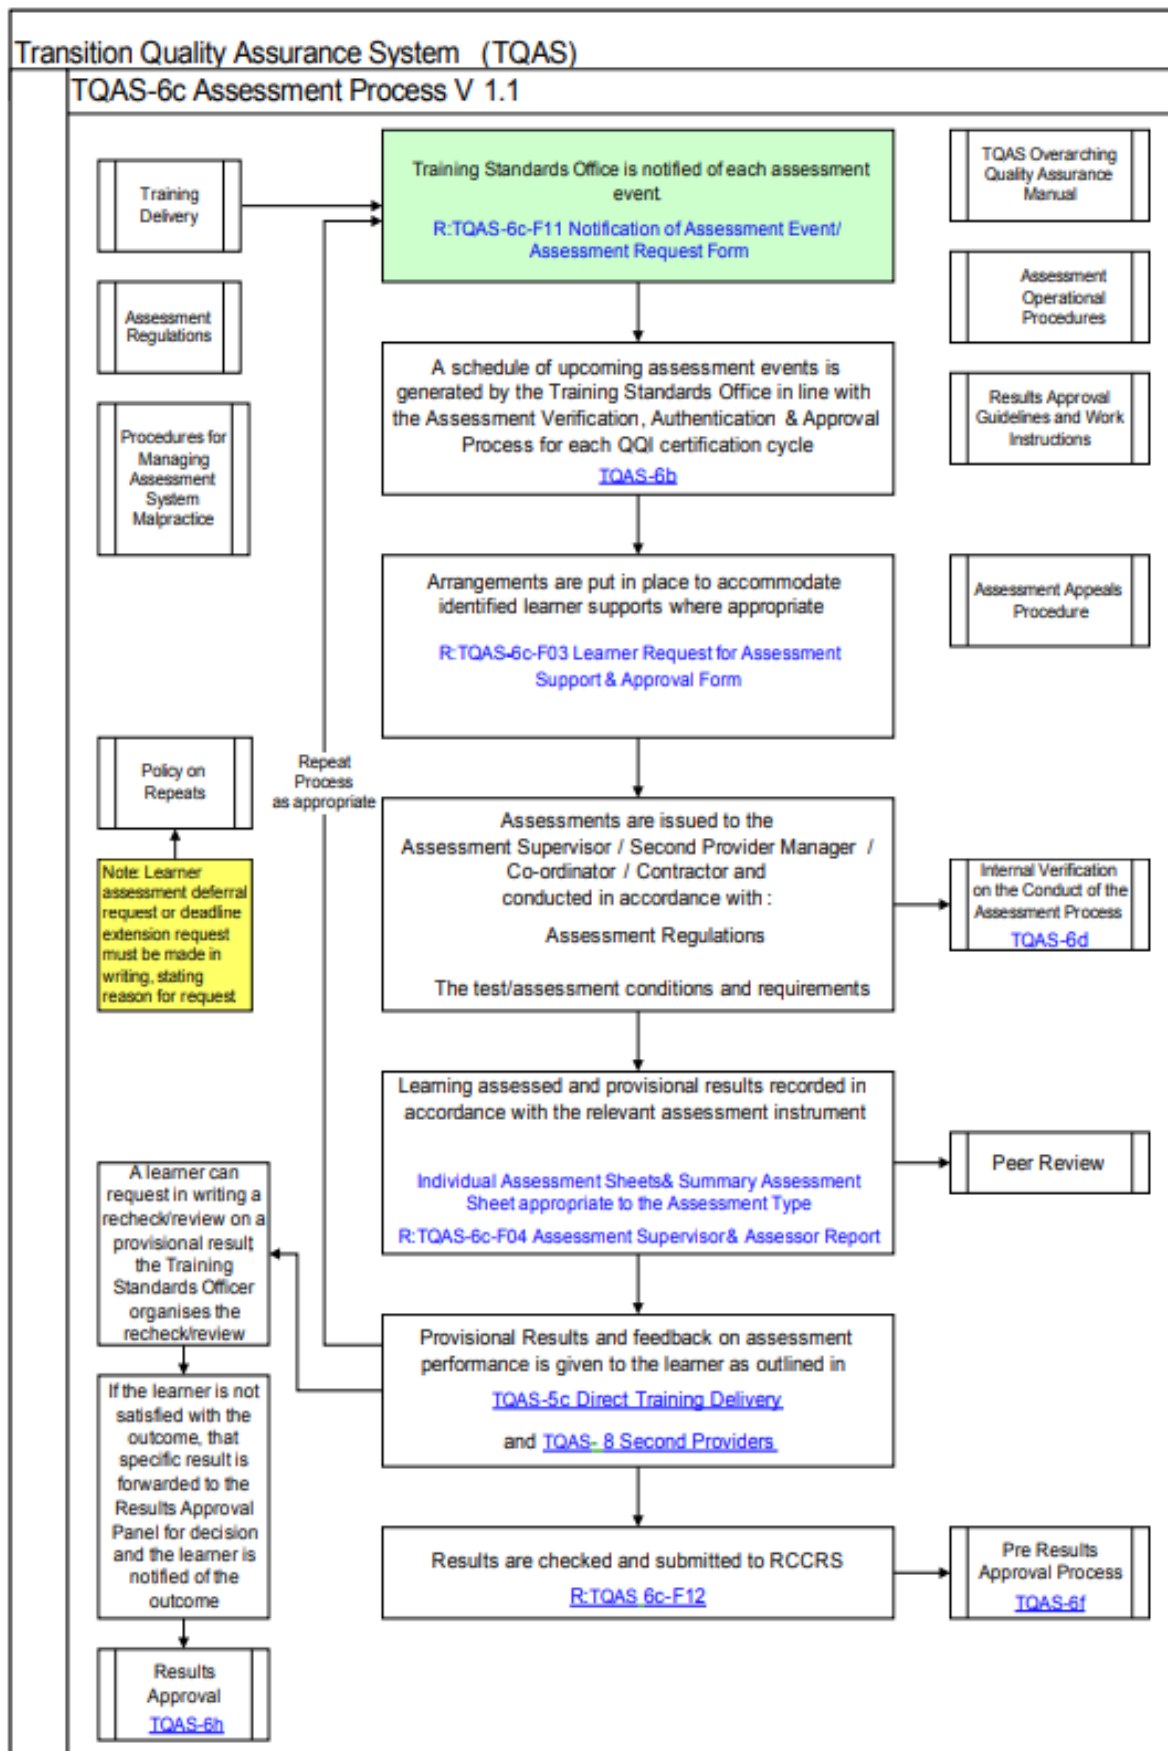 Transition Quality Assurance System (TQAS)
TQAS-6c Assessment Process V 1.1
Training
Delivery
Assessment
Regulations
Procedures for
Managing
Assessment
System
Malpractice
Policy on
Repeats
Note: Learner
assessment deferral
request or deadline
extension request
must be made in
writing, stating
reason for request
A learner can
request in writing a
recheck/review on a
provisional result,
the Training
Standards Officer
organises the
recheck/review
If the learner is not
satisfied with the
outcome, that
specific result is
forwarded to the
Results Approval
Panel for decision
and the learner is
notified of the
outcome
Results
Approval
TQAS-6h
Repeat
Process
as appropriate
Training Standards Office is notified of each assessment
event.
R:TQAS-6c-F11 Notification of Assessment Event/
Assessment Request Form
A schedule of upcoming assessment events is
generated by the Training Standards Office in line with
the Assessment Verification, Authentication & Approval
Process for each QQI certification cycle
TQAS-6b
Arrangements are put in place to accommodate
identified learner supports where appropriate
R:TQAS-6c-F03 Learner Request for Assessment
Support & Approval Form
Assessments are issued to the
Assessment Supervisor / Second Provider Manager /
Co-ordinator / Contractor and
conducted in accordance with :
Assessment Regulations
The test/assessment conditions and requirements
Learning assessed and provisional results recorded in
accordance with the relevant assessment instrument
Individual Assessment Sheets& Summary Assessment
Sheet appropriate to the Assessment Type
R:TQAS-6c-F04 Assessment Supervisor& Assessor Report
Provisional Results and feedback on assessment
performance is given to the learner as outlined in
TQAS-5c Direct Training Delivery
and TQAS- 8 Second Providers
Results are checked and submitted to RCCRS
R:TQAS 6c-F12
TQAS Overarching
Quality Assurance
Manual
Assessment
Operational
Procedures
Results Approval
Guidelines and Work
Instructions
Assessment Appeals
Procedure
Internal Verification
on the Conduct of the
Assessment Process
TQAS-6d
Peer Review
Pre Results
Approval Process
TQAS-6f